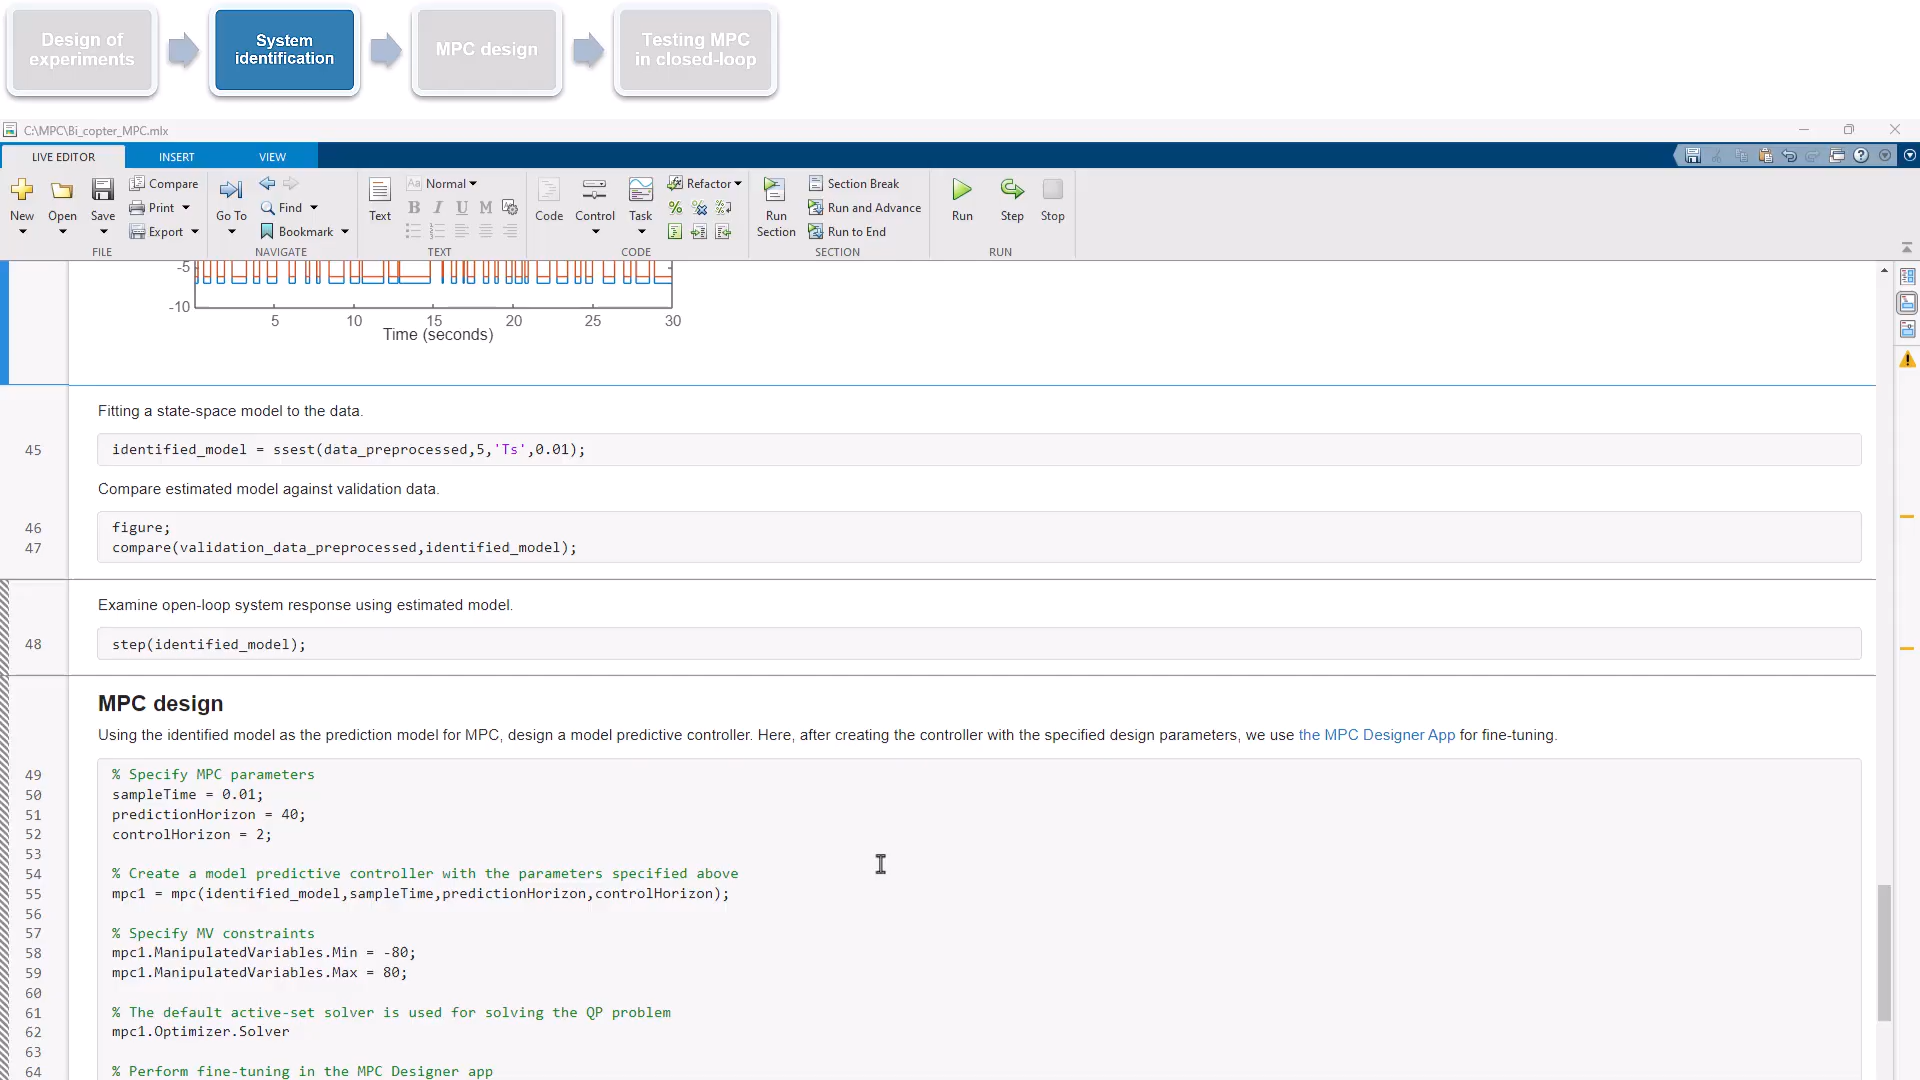 Design of
experiments
System
identification
MPC design
Testing MPC
in closed-loop
C:\MPC\Bi_copter_MPC.mlx
LIVE EDITOR
INSERT
VIEW
New
Open
Save
Compare
Print
Export
FILE
Go To
Find
Bookmark
NAVIGATE
Text
Aa Normal
B I U M
TEXT
Code
Control
Task
Refactor
CODE
Run
Section
Section Break
Run and Advance
Run to End
SECTION
Run
Step
Stop
RUN
-5
-10
5 10 15 20 25 30
Time (seconds)
Fitting a state-space model to the data.
45 identified_model = ssest(data_preprocessed,5,'Ts',0.01);
Compare estimated model against validation data.
46 figure;
47 compare(validation_data_preprocessed,identified_model);
Examine open-loop system response using estimated model.
48 step(identified_model);
MPC design
Using the identified model as the prediction model for MPC, design a model predictive controller. Here, after creating the controller with the specified design parameters, we use the MPC Designer App for fine-tuning.
49 % Specify MPC parameters
50 sampleTime = 0.01;
51 predictionHorizon = 40;
52 controlHorizon = 2;
53
54 % Create a model predictive controller with the parameters specified above
55 mpc1 = mpc(identified_model,sampleTime,predictionHorizon,controlHorizon);
56
57 % Specify MV constraints
58 mpc1.ManipulatedVariables.Min = -80;
59 mpc1.ManipulatedVariables.Max = 80;
60
61 % The default active-set solver is used for solving the QP problem
62 mpc1.Optimizer.Solver
63
64 % Perform fine-tuning in the MPC Designer app